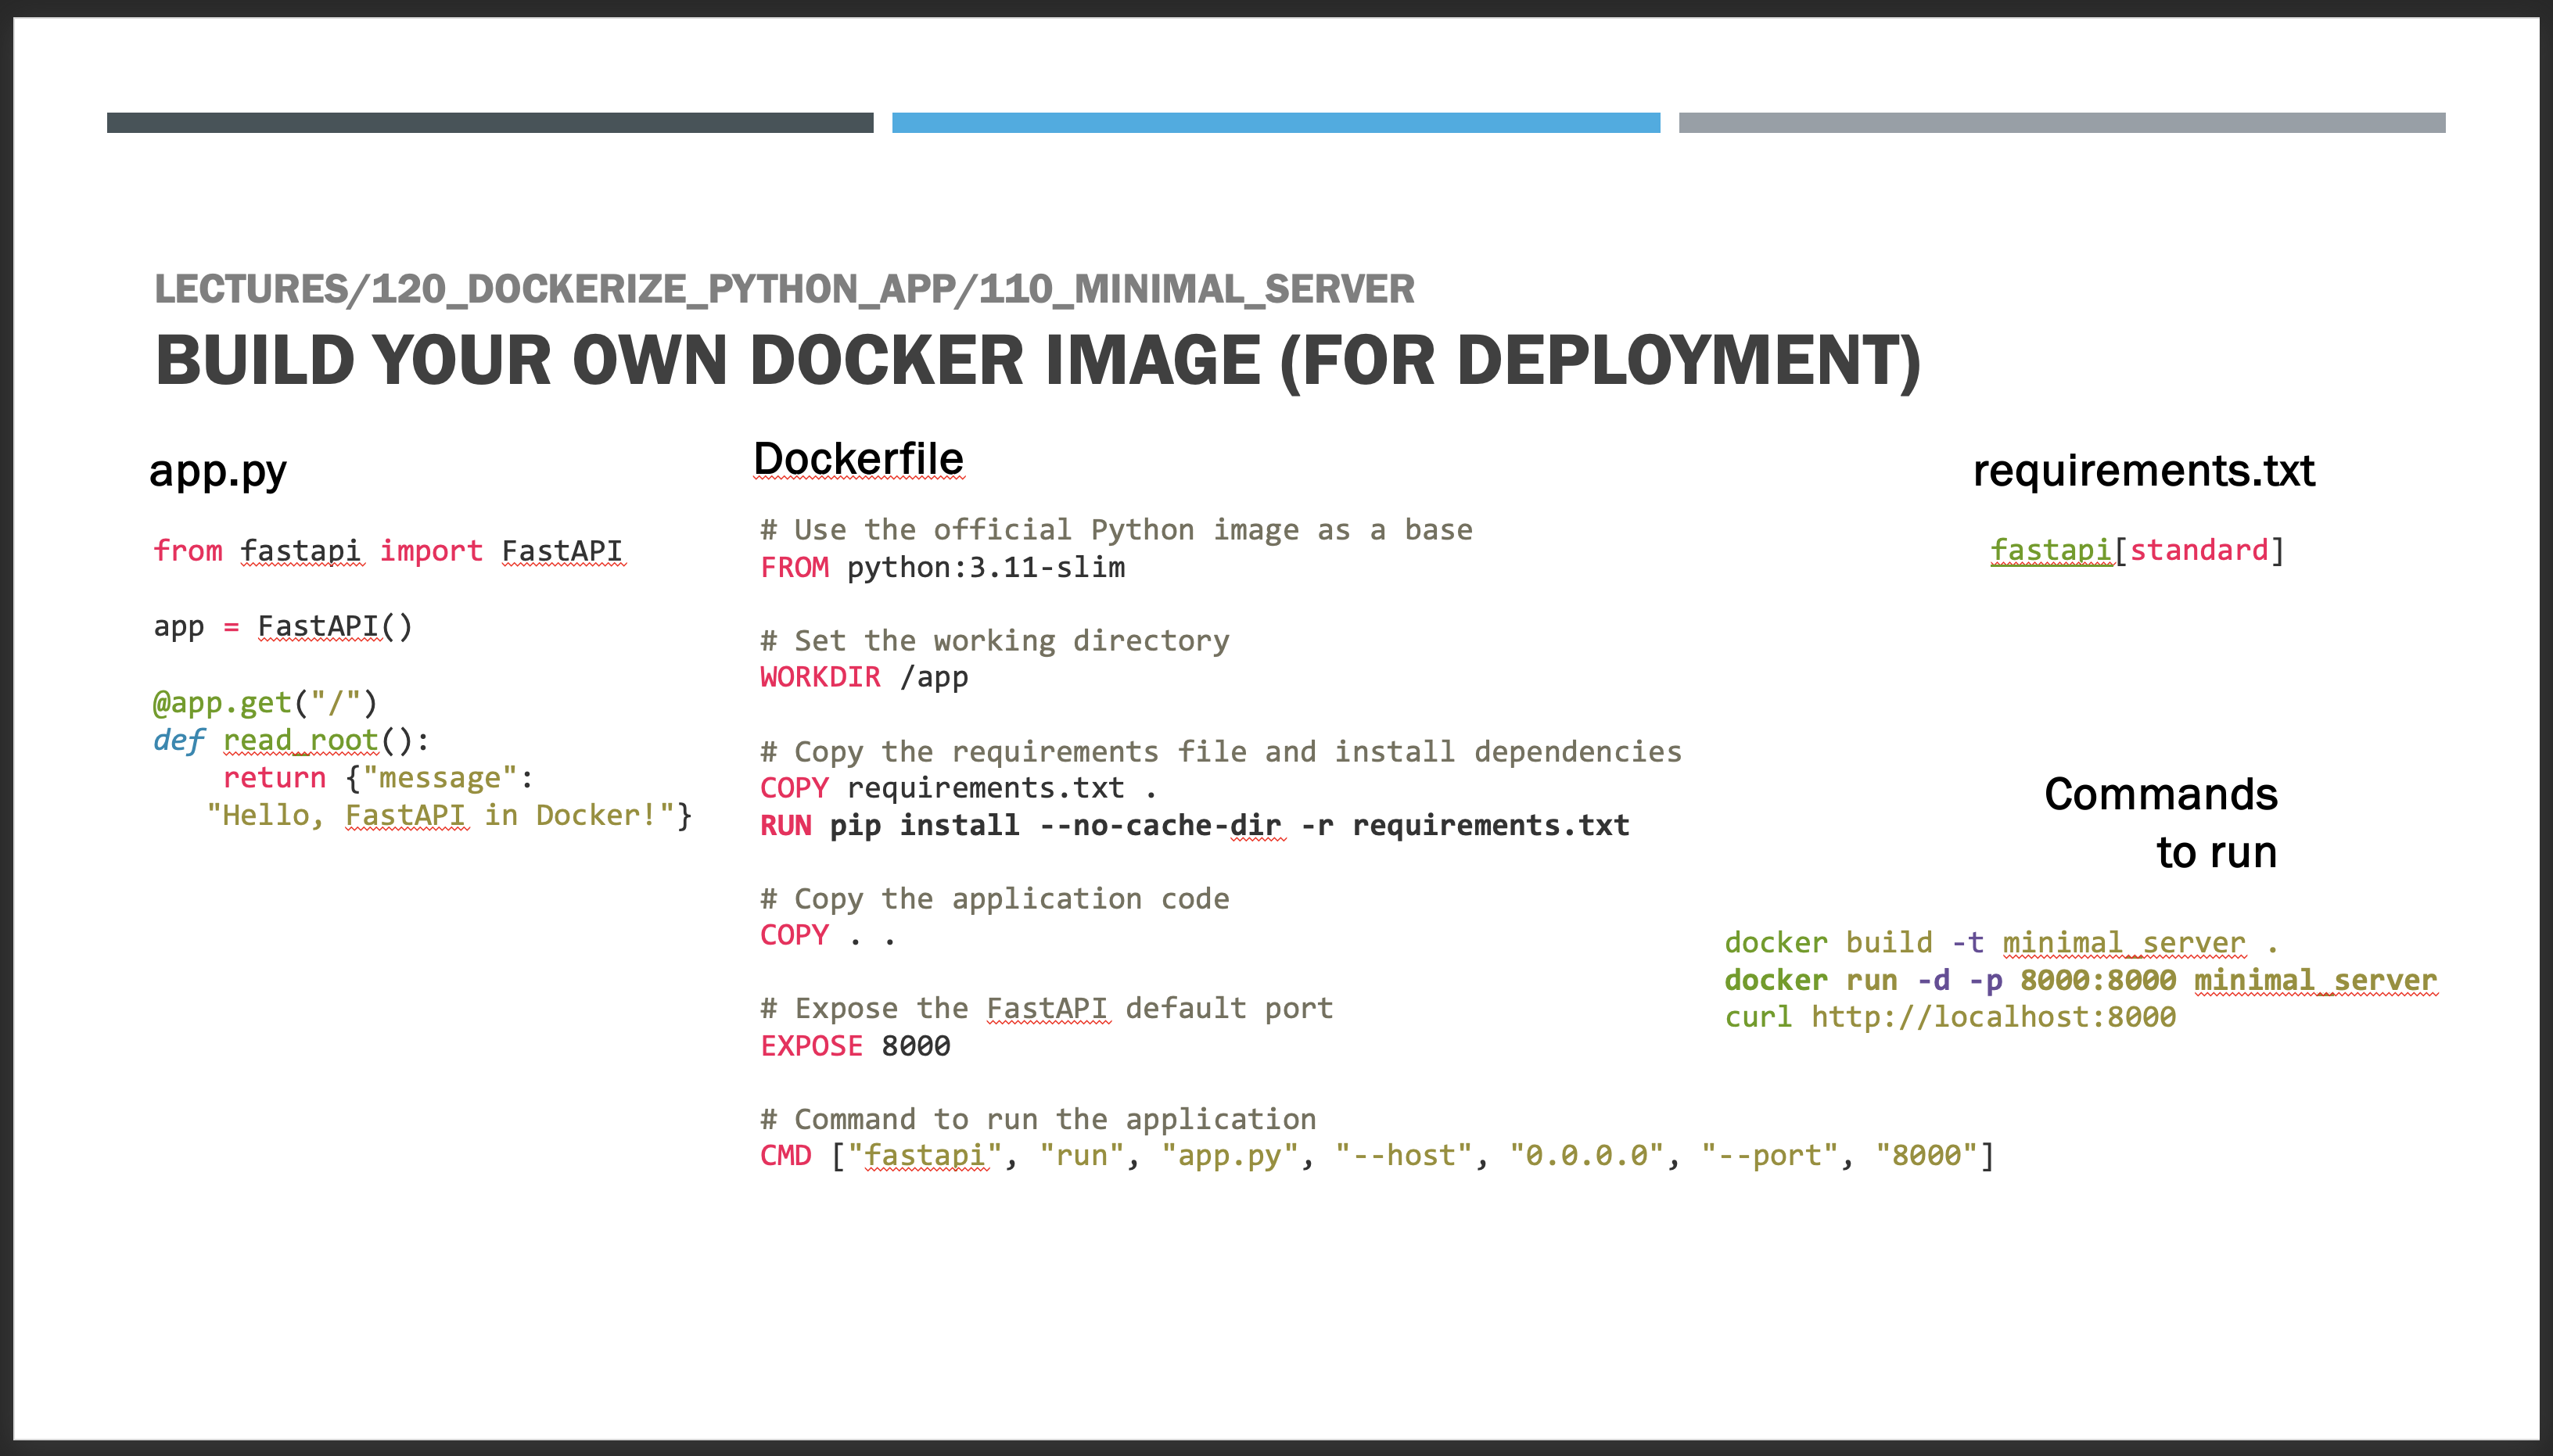 LECTURES/120_DOCKERIZE_PYTHON_APP/110_MINIMAL_SERVER
BUILD YOUR OWN DOCKER IMAGE (FOR DEPLOYMENT)
app.py
from fastapi import FastAPI
app = FastAPI()
@app.get("/")
def read_root():
    return {"message":
   "Hello, FastAPI in Docker!"}
Dockerfile
# Use the official Python image as a base
FROM python:3.11-slim
# Set the working directory
WORKDIR /app
# Copy the requirements file and install dependencies
COPY requirements.txt .
RUN pip install --no-cache-dir -r requirements.txt
# Copy the application code
COPY . .
# Expose the FastAPI default port
EXPOSE 8000
# Command to run the application
CMD ["fastapi", "run", "app.py", "--host", "0.0.0.0", "--port", "8000"]
requirements.txt
fastapi[standard]
Commands
to run
docker build -t minimal_server .
docker run -d -p 8000:8000 minimal_server
curl http://localhost:8000